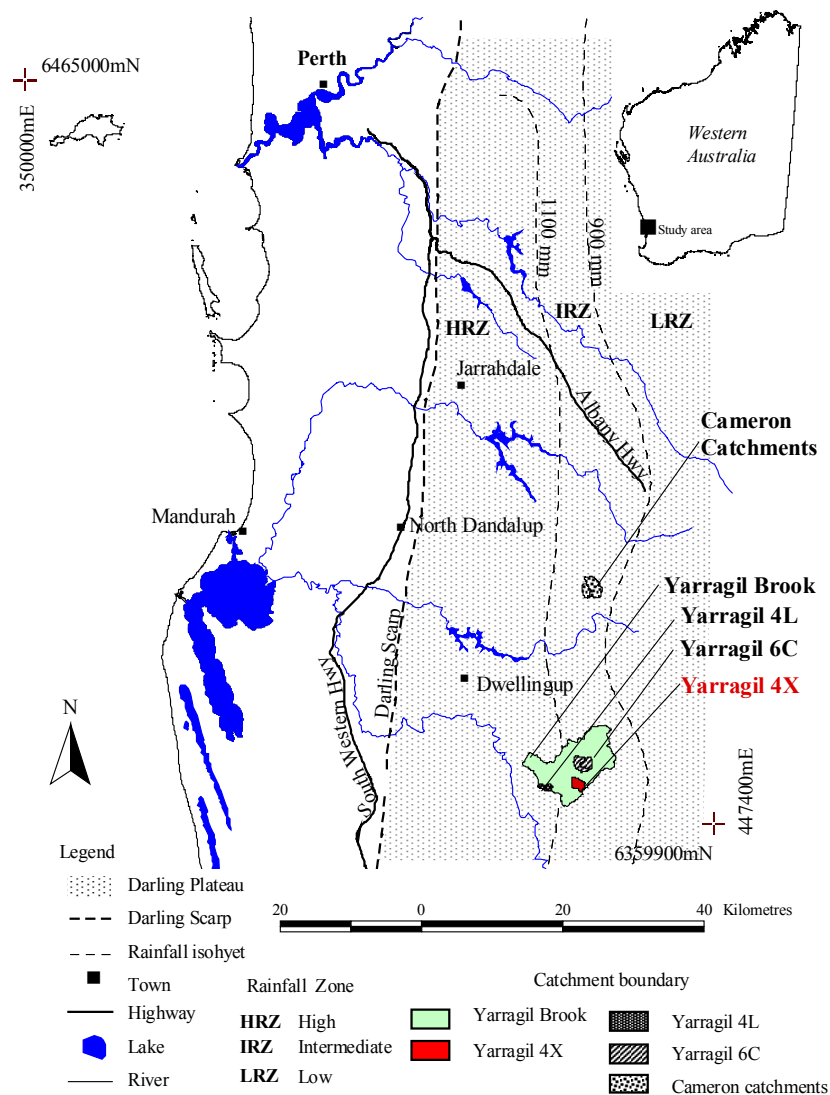 Perth
6465000mN
350000mE
Western
Australia
Study area
1100 mm
900 mm
HRZ
IRZ
LRZ
Jarrahdale
Albany Hwy
Cameron
Catchments
Mandurah
North Dandalup
Yarragil Brook
Yarragil 4L
Yarragil 6C
Yarragil 4X
Darling Scarp
Dwellingup
South Western Hwy
N
447400mE
6359900mN
Legend
Darling Plateau
Darling Scarp
Rainfall isohyet
Town
Highway
Lake
River
20 0 20 40 Kilometres
Rainfall Zone
HRZ High
IRZ Intermediate
LRZ Low
Catchment boundary
Yarragil Brook
Yarragil 4X
Yarragil 4L
Yarragil 6C
Cameron catchments